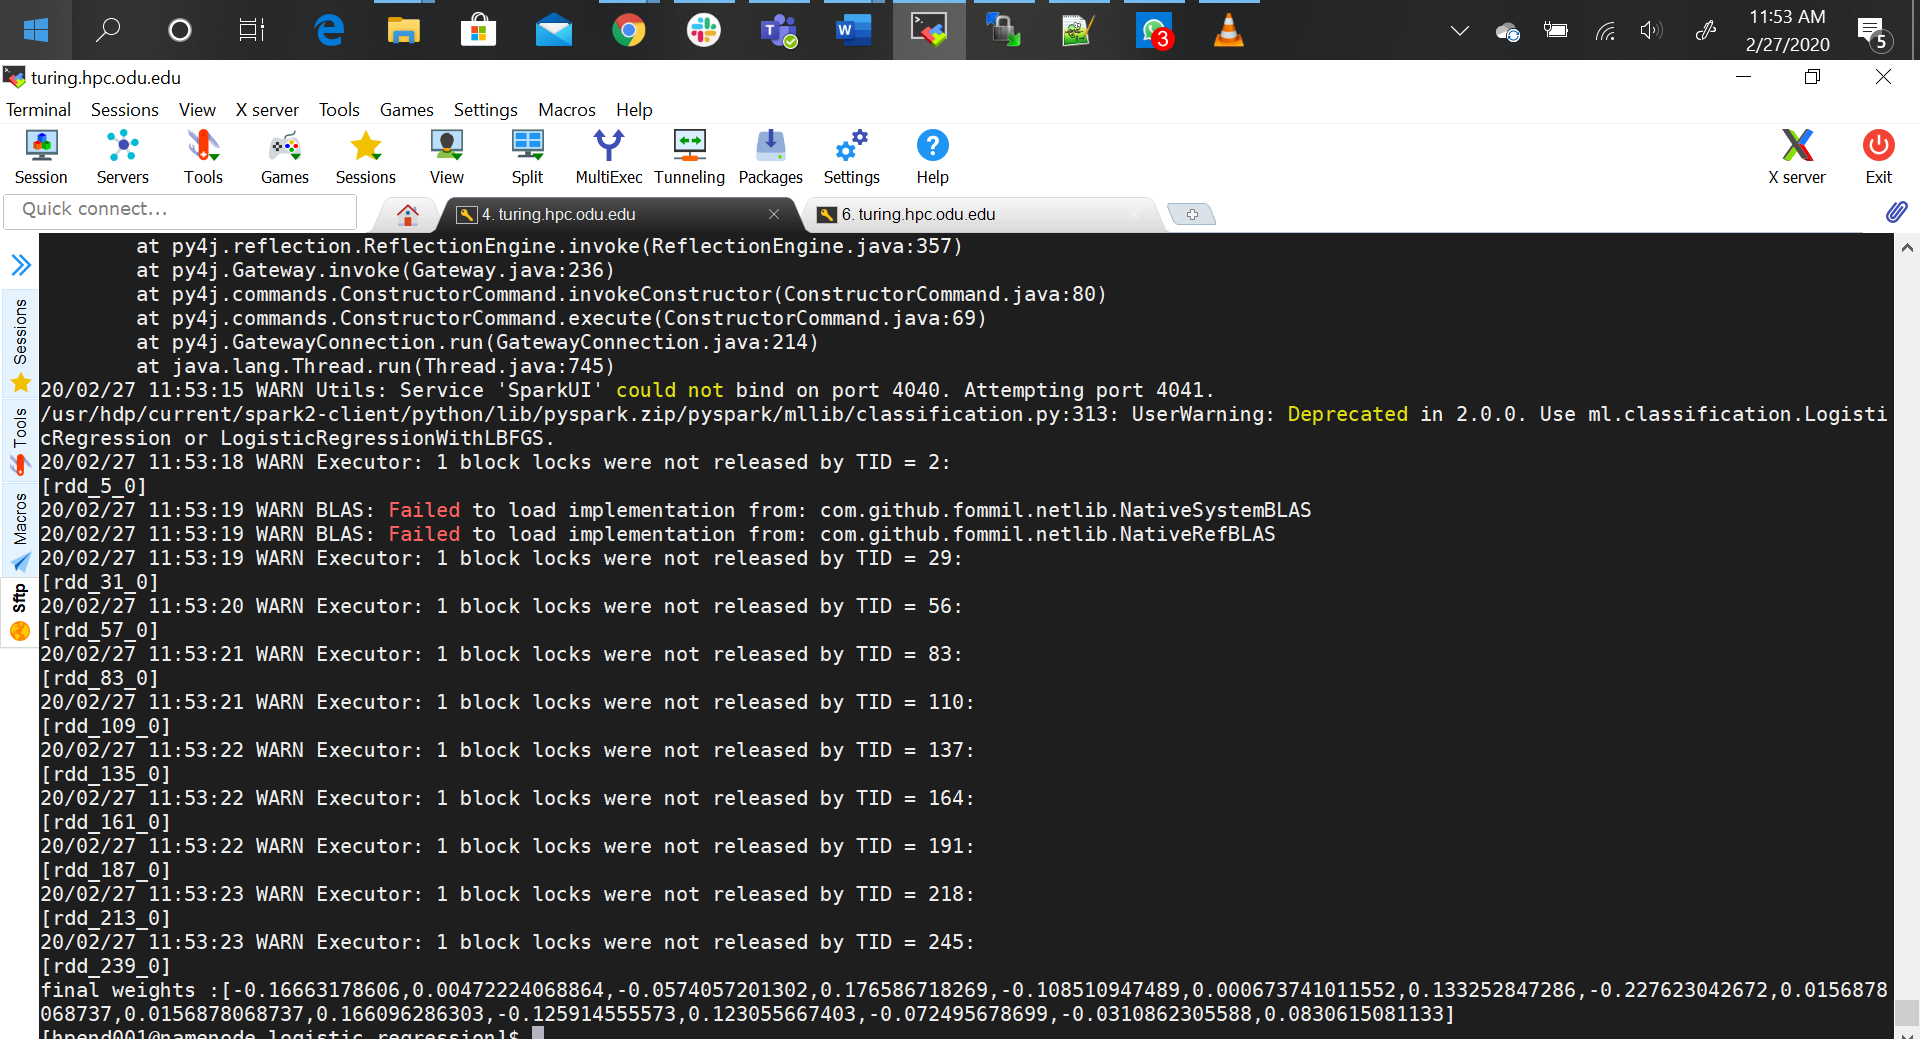 11:53 AM
2/27/2020
3
5
turing.hpc.odu.edu
Terminal Sessions View X server Tools Games Settings Macros Help
Session Servers Tools Games Sessions View Split MultiExec Tunneling Packages Settings Help X server Exit
Quick connect...
4. turing.hpc.odu.edu
6. turing.hpc.odu.edu
Sessions
Tools
Macros
Sftp
at py4j.reflection.ReflectionEngine.invoke(ReflectionEngine.java:357)
at py4j.Gateway.invoke(Gateway.java:236)
at py4j.commands.ConstructorCommand.invokeConstructor(ConstructorCommand.java:80)
at py4j.commands.ConstructorCommand.execute(ConstructorCommand.java:69)
at py4j.GatewayConnection.run(GatewayConnection.java:214)
at java.lang.Thread.run(Thread.java:745)
20/02/27 11:53:15 WARN Utils: Service 'SparkUI' could not bind on port 4040. Attempting port 4041.
/usr/hdp/current/spark2-client/python/lib/pyspark.zip/pyspark/mllib/classification.py:313: UserWarning: Deprecated in 2.0.0. Use ml.classification.Logisti
cRegression or LogisticRegressionWithLBFGS.
20/02/27 11:53:18 WARN Executor: 1 block locks were not released by TID = 2:
[rdd_5_0]
20/02/27 11:53:19 WARN BLAS: Failed to load implementation from: com.github.fommil.netlib.NativeSystemBLAS
20/02/27 11:53:19 WARN BLAS: Failed to load implementation from: com.github.fommil.netlib.NativeRefBLAS
20/02/27 11:53:19 WARN Executor: 1 block locks were not released by TID = 29:
[rdd_31_0]
20/02/27 11:53:20 WARN Executor: 1 block locks were not released by TID = 56:
[rdd_57_0]
20/02/27 11:53:21 WARN Executor: 1 block locks were not released by TID = 83:
[rdd_83_0]
20/02/27 11:53:21 WARN Executor: 1 block locks were not released by TID = 110:
[rdd_109_0]
20/02/27 11:53:22 WARN Executor: 1 block locks were not released by TID = 137:
[rdd_135_0]
20/02/27 11:53:22 WARN Executor: 1 block locks were not released by TID = 164:
[rdd_161_0]
20/02/27 11:53:22 WARN Executor: 1 block locks were not released by TID = 191:
[rdd_187_0]
20/02/27 11:53:23 WARN Executor: 1 block locks were not released by TID = 218:
[rdd_213_0]
20/02/27 11:53:23 WARN Executor: 1 block locks were not released by TID = 245:
[rdd_239_0]
final weights :[-0.16663178606,0.00472224068864,-0.0574057201302,0.176586718269,-0.108510947489,0.000673741011552,0.133252847286,-0.227623042672,0.0156878
068737,0.0156878068737,0.166096286303,-0.125914555573,0.123055667403,-0.072495678699,-0.0310862305588,0.0830615081133]
[hpend001@namenode logistic_regression]$